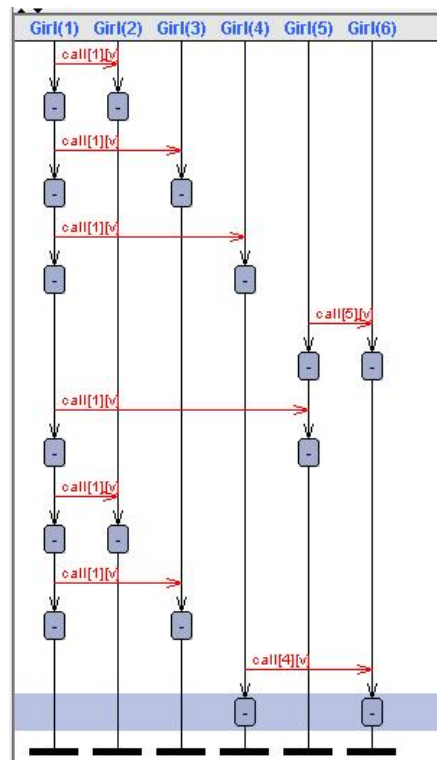 Girl(1) Girl(2) Girl(3) Girl(4) Girl(5) Girl(6)
call[1][v]
- -
call[1][v]
- -
call[1][v]
- -
call[5][v]
- -
call[1][v]
- -
call[1][v]
- -
call[1][v]
- -
call[4][v]
- -